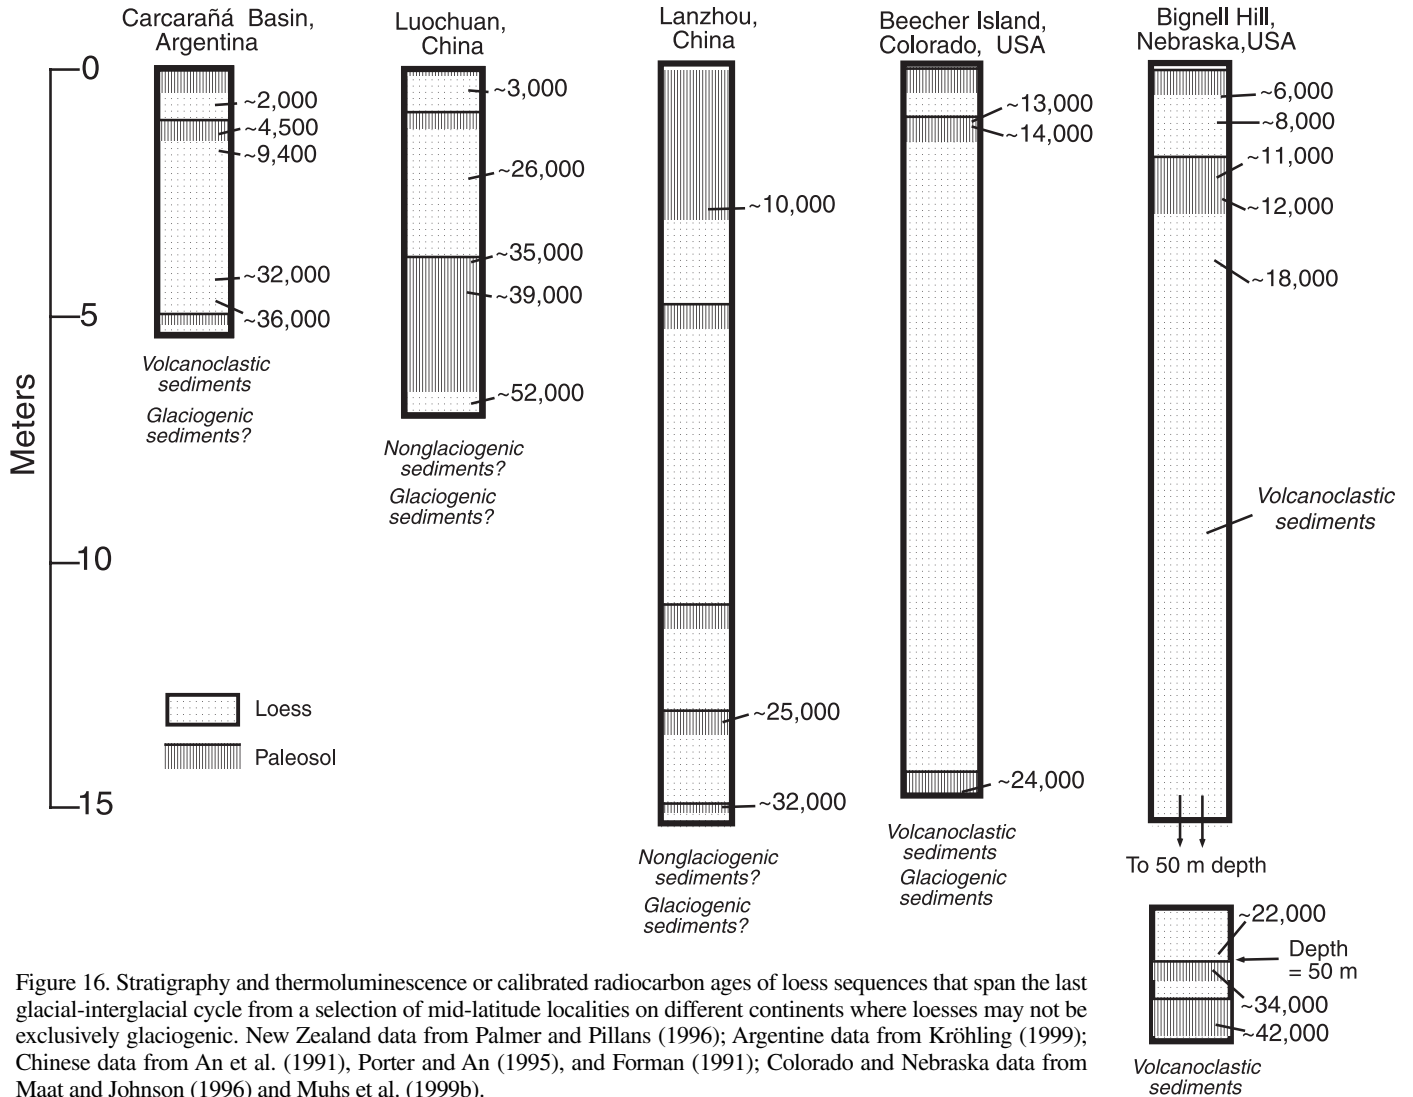 Carcarañá Basin,
Argentina
~2,000
~4,500
~9,400
~32,000
~36,000
Volcanoclastic
sediments
Glaciogenic
sediments?
Luochuan,
China
~3,000
~26,000
~35,000
~39,000
~52,000
Nonglaciogenic
sediments?
Glaciogenic
sediments?
Lanzhou,
China
~10,000
~25,000
~32,000
Nonglaciogenic
sediments?
Glaciogenic
sediments?
Beecher Island,
Colorado, USA
~13,000
~14,000
~24,000
Volcanoclastic
sediments
Glaciogenic
sediments
Bignell Hill,
Nebraska,USA
~6,000
~8,000
~11,000
~12,000
~18,000
Volcanoclastic
sediments
To 50 m depth
~22,000
Depth
= 50 m
~34,000
~42,000
Volcanoclastic
sediments
Meters
0
5
10
15
Loess
Paleosol
Figure 16. Stratigraphy and thermoluminescence or calibrated radiocarbon ages of loess sequences that span the last
glacial-interglacial cycle from a selection of mid-latitude localities on different continents where loesses may not be
exclusively glaciogenic. New Zealand data from Palmer and Pillans (1996); Argentine data from Kröhling (1999);
Chinese data from An et al. (1991), Porter and An (1995), and Forman (1991); Colorado and Nebraska data from
Maat and Johnson (1996) and Muhs et al. (1999b).